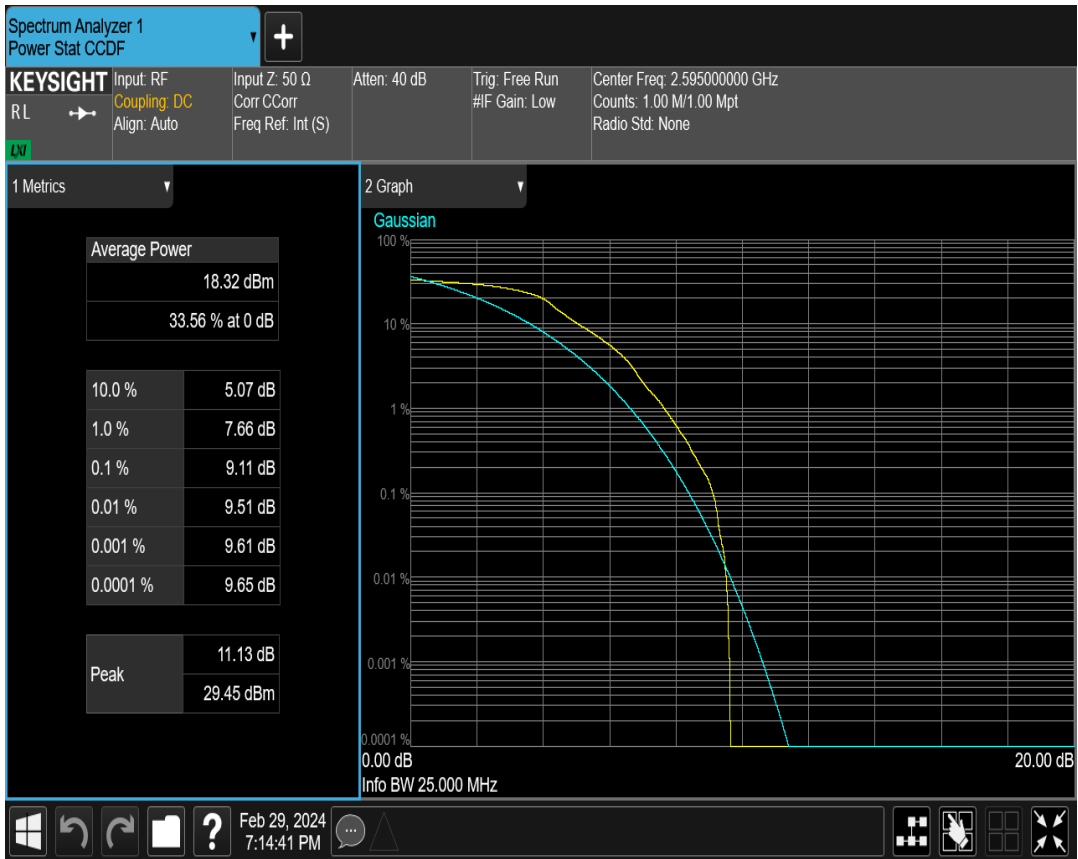 Spectrum Analyzer 1
Power Stat CCDF
KEYSIGHT
RL
LXI
Input: RF
Coupling: DC
Align: Auto
Input Z: 50 Ω
Corr CCorr
Freq Ref: Int (S)
Atten: 40 dB
Trig: Free Run
#IF Gain: Low
Center Freq: 2.595000000 GHz
Counts: 1.00 M/1.00 Mpt
Radio Std: None
1 Metrics
Average Power
18.32 dBm
33.56 % at 0 dB
10.0 % 5.07 dB
1.0 % 7.66 dB
0.1 % 9.11 dB
0.01 % 9.51 dB
0.001 % 9.61 dB
0.0001 % 9.65 dB
Peak
11.13 dB
29.45 dBm
2 Graph
Gaussian
100 %
10 %
1 %
0.1 %
0.01 %
0.001 %
0.0001 %
0.00 dB
20.00 dB
Info BW 25.000 MHz
?
Feb 29, 2024
7:14:41 PM